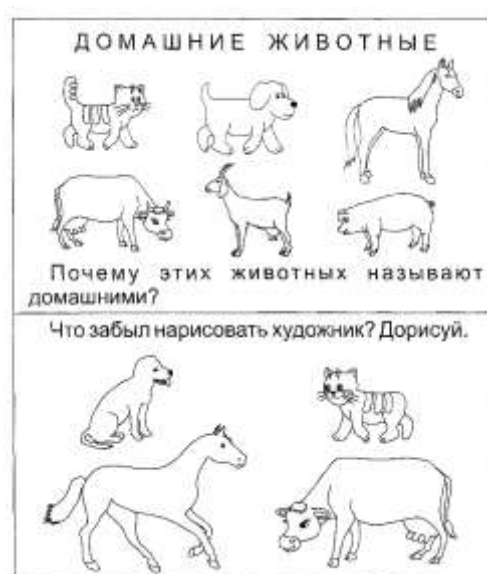 ДОМАШНИЕ ЖИВОТНЫЕ
Почему этих животных называют
домашними?
Что забыл нарисовать художник? Дорисуй.